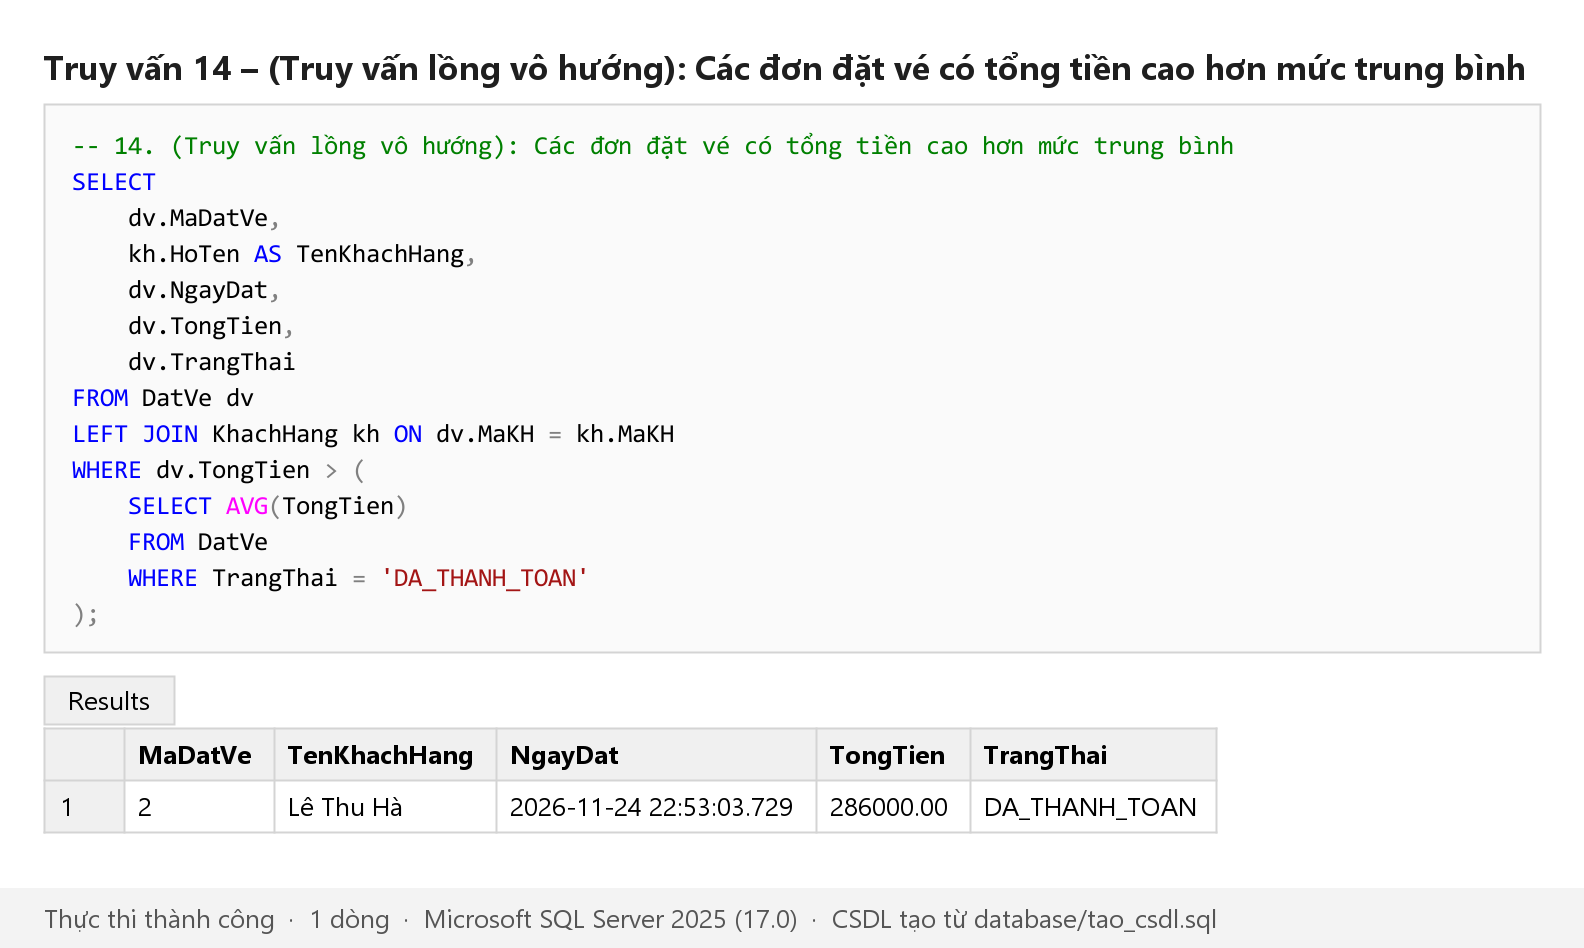 Truy vấn 14 – (Truy vấn lồng vô hướng): Các đơn đặt vé có tổng tiền cao hơn mức trung bình
-- 14. (Truy vấn lồng vô hướng): Các đơn đặt vé có tổng tiền cao hơn mức trung bình
SELECT
    dv.MaDatVe,
    kh.HoTen AS TenKhachHang,
    dv.NgayDat,
    dv.TongTien,
    dv.TrangThai
FROM DatVe dv
LEFT JOIN KhachHang kh ON dv.MaKH = kh.MaKH
WHERE dv.TongTien > (
    SELECT AVG(TongTien)
    FROM DatVe
    WHERE TrangThai = 'DA_THANH_TOAN'
);
Results
MaDatVe TenKhachHang NgayDat TongTien TrangThai
1 2 Lê Thu Hà 2026-11-24 22:53:03.729 286000.00 DA_THANH_TOAN
Thực thi thành công · 1 dòng · Microsoft SQL Server 2025 (17.0) · CSDL tạo từ database/tao_csdl.sql